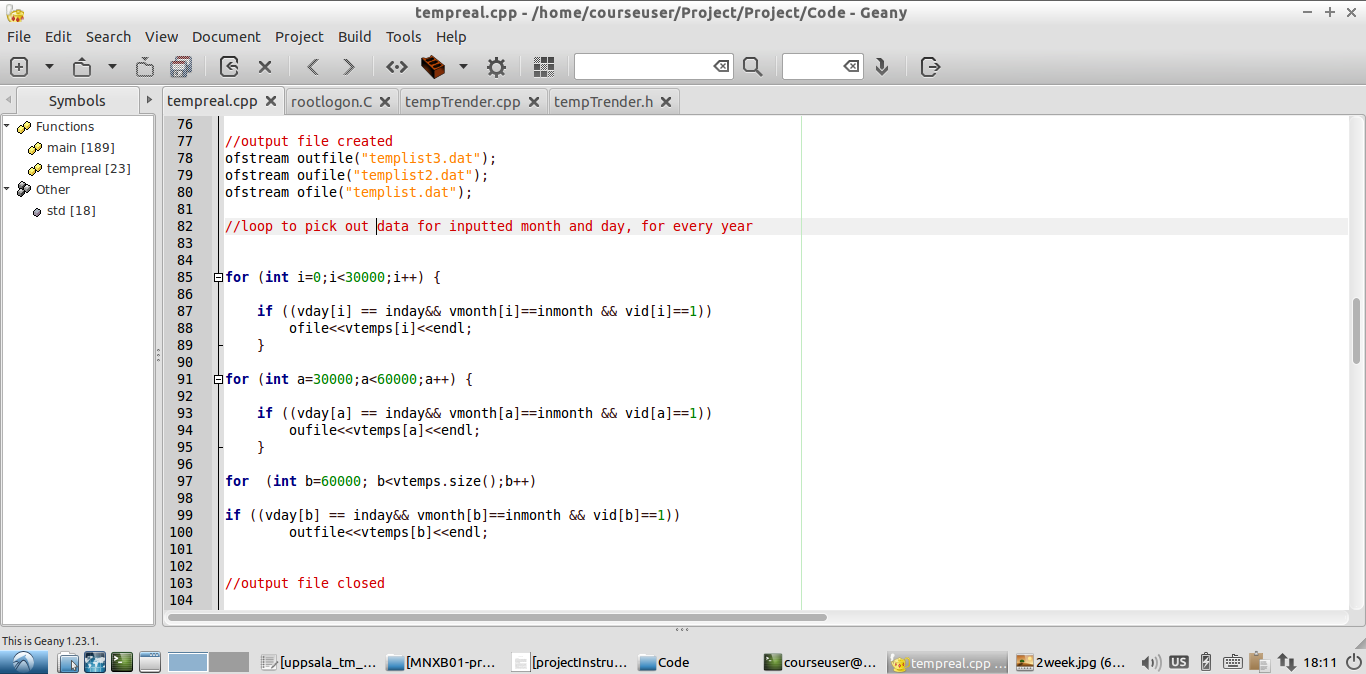 tempreal.cpp - /home/courseuser/Project/Project/Code - Geany
File Edit Search View Document Project Build Tools Help
Symbols
tempreal.cpp rootlogon.C tempTrender.cpp tempTrender.h
Functions
main [189]
tempreal [23]
Other
std [18]
76
77 //output file created
78 ofstream outfile("templist3.dat");
79 ofstream oufile("templist2.dat");
80 ofstream ofile("templist.dat");
81
82 //loop to pick out data for inputted month and day, for every year
83
84
85 for (int i=0;i<30000;i++) {
86
87 if ((vday[i] == inday&& vmonth[i]==inmonth && vid[i]==1))
88 ofile<<vtemps[i]<<endl;
89 }
90
91 for (int a=30000;a<60000;a++) {
92
93 if ((vday[a] == inday&& vmonth[a]==inmonth && vid[a]==1))
94 oufile<<vtemps[a]<<endl;
95 }
96
97 for (int b=60000; b<vtemps.size();b++)
98
99 if ((vday[b] == inday&& vmonth[b]==inmonth && vid[b]==1))
100 outfile<<vtemps[b]<<endl;
101
102
103 //output file closed
104
This is Geany 1.23.1.
[uppsala_tm_... [MNXB01-pr... [projectInstru... Code courseuser@... tempreal.cpp ... 2week.jpg (6... US 18:11